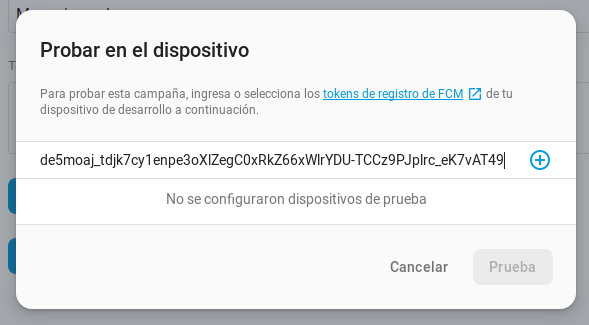 Probar en el dispositivo
Para probar esta campaña, ingresa o selecciona los tokens de registro de FCM de tu
dispositivo de desarrollo a continuación.
de5moaj_tdjk7cy1enpe3oXlZegC0xRkZ66xWlrYDU-TCCz9PJplrc_eK7vAT49
No se configuraron dispositivos de prueba
Cancelar
Prueba